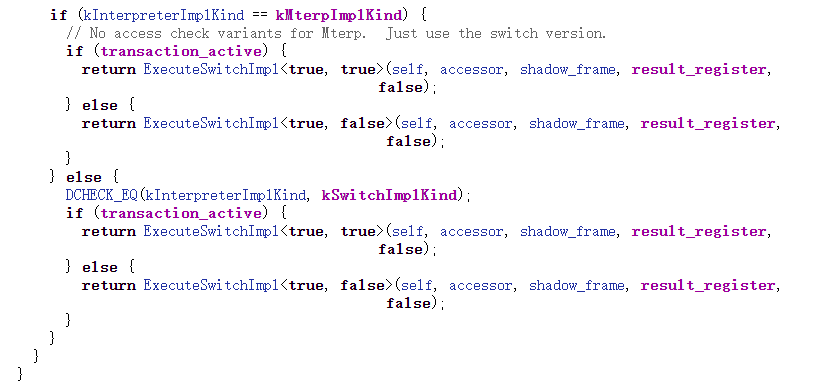 if (kInterpreterImplKind == kMterpImplKind) {
// No access check variants for Mterp.  Just use the switch version.
if (transaction_active) {
return ExecuteSwitchImpl<true, true>(self, accessor, shadow_frame, result_register,
false);
} else {
return ExecuteSwitchImpl<true, false>(self, accessor, shadow_frame, result_register,
false);
}
} else {
DCHECK_EQ(kInterpreterImplKind, kSwitchImplKind);
if (transaction_active) {
return ExecuteSwitchImpl<true, true>(self, accessor, shadow_frame, result_register,
false);
} else {
return ExecuteSwitchImpl<true, false>(self, accessor, shadow_frame, result_register,
false);
}
}
}
}